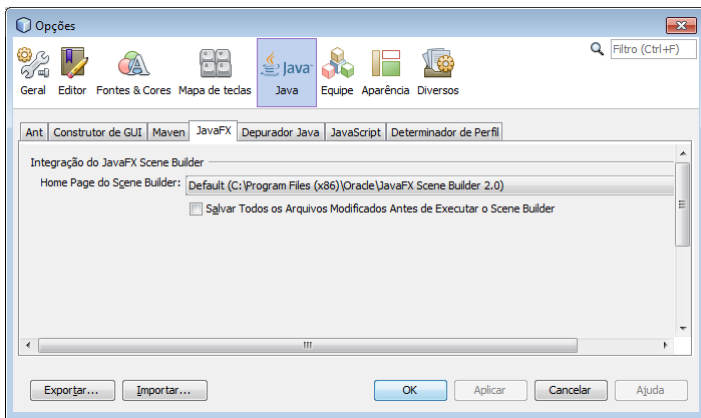 Opções
Filtro (Ctrl+F)
Java
Geral Editor Fontes & Cores Mapa de teclas Java Equipe Aparência Diversos
Ant Construtor de GUI Maven JavaFX Depurador Java JavaScript Determinador de Perfil
Integração do JavaFX Scene Builder
Home Page do Scene Builder: Default (C:\Program Files (x86)\Oracle\JavaFX Scene Builder 2.0)
Salvar Todos os Arquivos Modificados Antes de Executar o Scene Builder
Exportar... Importar... OK Aplicar Cancelar Ajuda